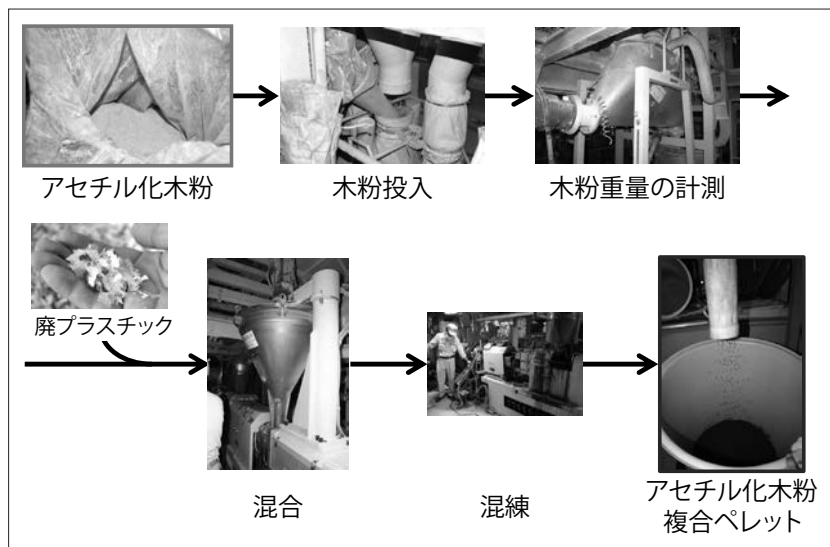 アセチル化木粉
木粉投入
木粉重量の計測
廃プラスチック
混合
混練
アセチル化木粉
複合ペレット